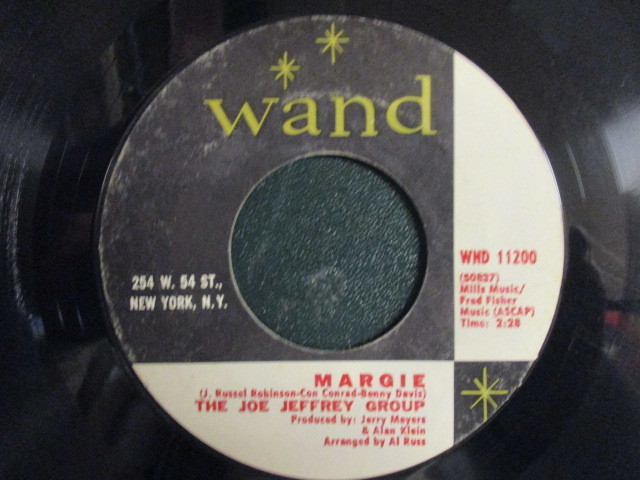 wand
254 W. 54 ST.,
NEW YORK, N.Y.
WND 11200
(50827)
Mills Music/
Fred Fisher
Music (ASCAP)
Time: 2:28
MARGIE
(J. Russel Robinson-Con Conrad-Benny Davis)
THE JOE JEFFREY GROUP
Produced by: Jerry Meyers
& Alan Klein
Arranged by Al Russ